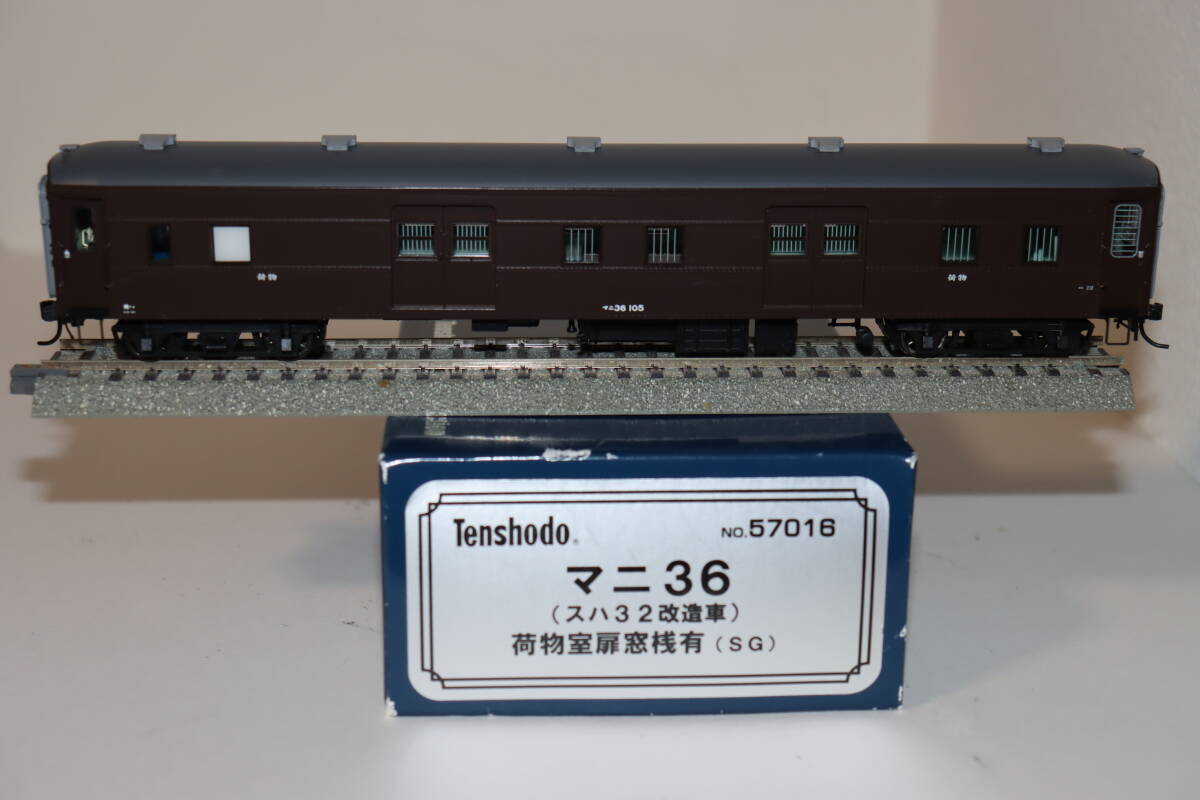 荷物
荷物
マニ36 105
Tenshodo
NO.57016
マニ36
(スハ32改造車)
荷物室扉窓桟有(SG)